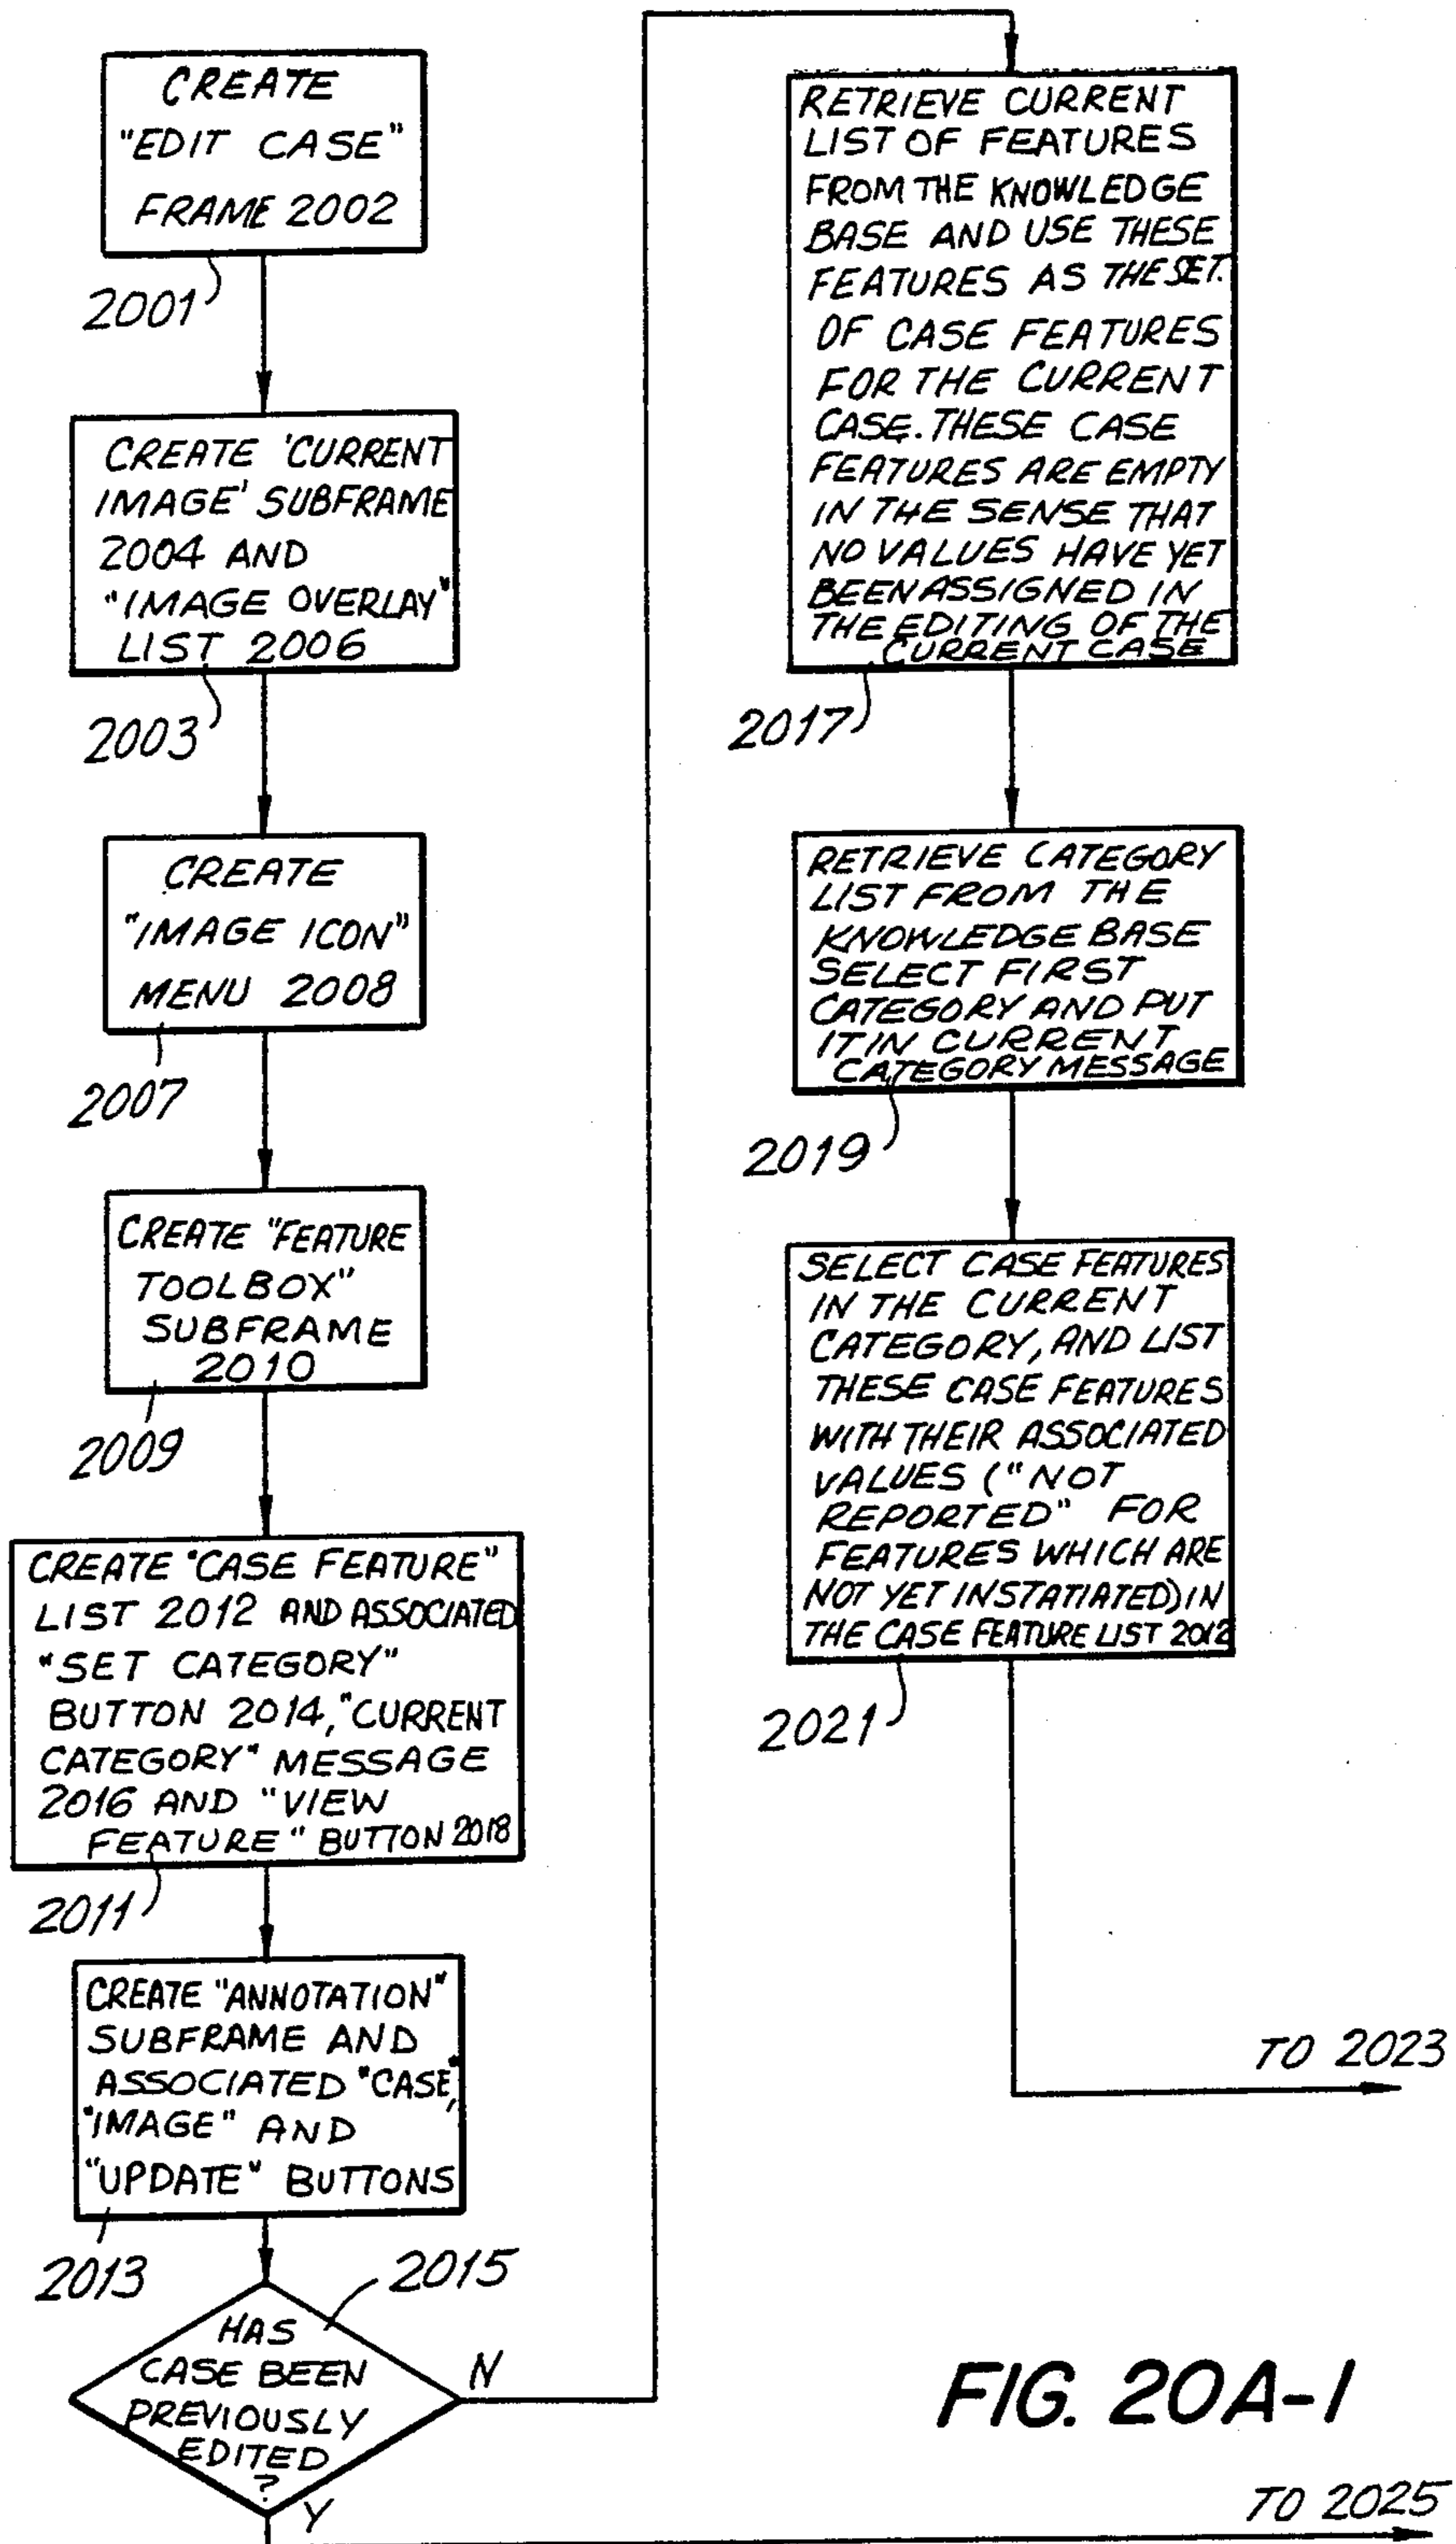 CREATE
"EDIT CASE"
FRAME 2002
2001
CREATE 'CURRENT
IMAGE' SUBFRAME
2004 AND
"IMAGE OVERLAY"
LIST 2006
2003
CREATE
"IMAGE ICON"
MENU 2008
2007
CREATE "FEATURE
TOOLBOX"
SUBFRAME
2010
2009
CREATE "CASE FEATURE"
LIST 2012 AND ASSOCIATED
"SET CATEGORY"
BUTTON 2014, "CURRENT
CATEGORY" MESSAGE
2016 AND "VIEW
FEATURE" BUTTON 2018
2011
CREATE "ANNOTATION"
SUBFRAME AND
ASSOCIATED "CASE,"
"IMAGE" AND
"UPDATE" BUTTONS
2013
2015
HAS
CASE BEEN
PREVIOUSLY
EDITED
?
N
Y
RETRIEVE CURRENT
LIST OF FEATURES
FROM THE KNOWLEDGE
BASE AND USE THESE
FEATURES AS THE SET.
OF CASE FEATURES
FOR THE CURRENT
CASE. THESE CASE
FEATURES ARE EMPTY
IN THE SENSE THAT
NO VALUES HAVE YET
BEEN ASSIGNED IN
THE EDITING OF THE
CURRENT CASE
2017
RETRIEVE CATEGORY
LIST FROM THE
KNOWLEDGE BASE
SELECT FIRST
CATEGORY AND PUT
IT IN CURRENT
CATEGORY MESSAGE
2019
SELECT CASE FEATURES
IN THE CURRENT
CATEGORY, AND LIST
THESE CASE FEATURES
WITH THEIR ASSOCIATED
VALUES ("NOT
REPORTED" FOR
FEATURES WHICH ARE
NOT YET INSTATIATED) IN
THE CASE FEATURE LIST 2012
2021
TO 2023
FIG. 20A-1
TO 2025